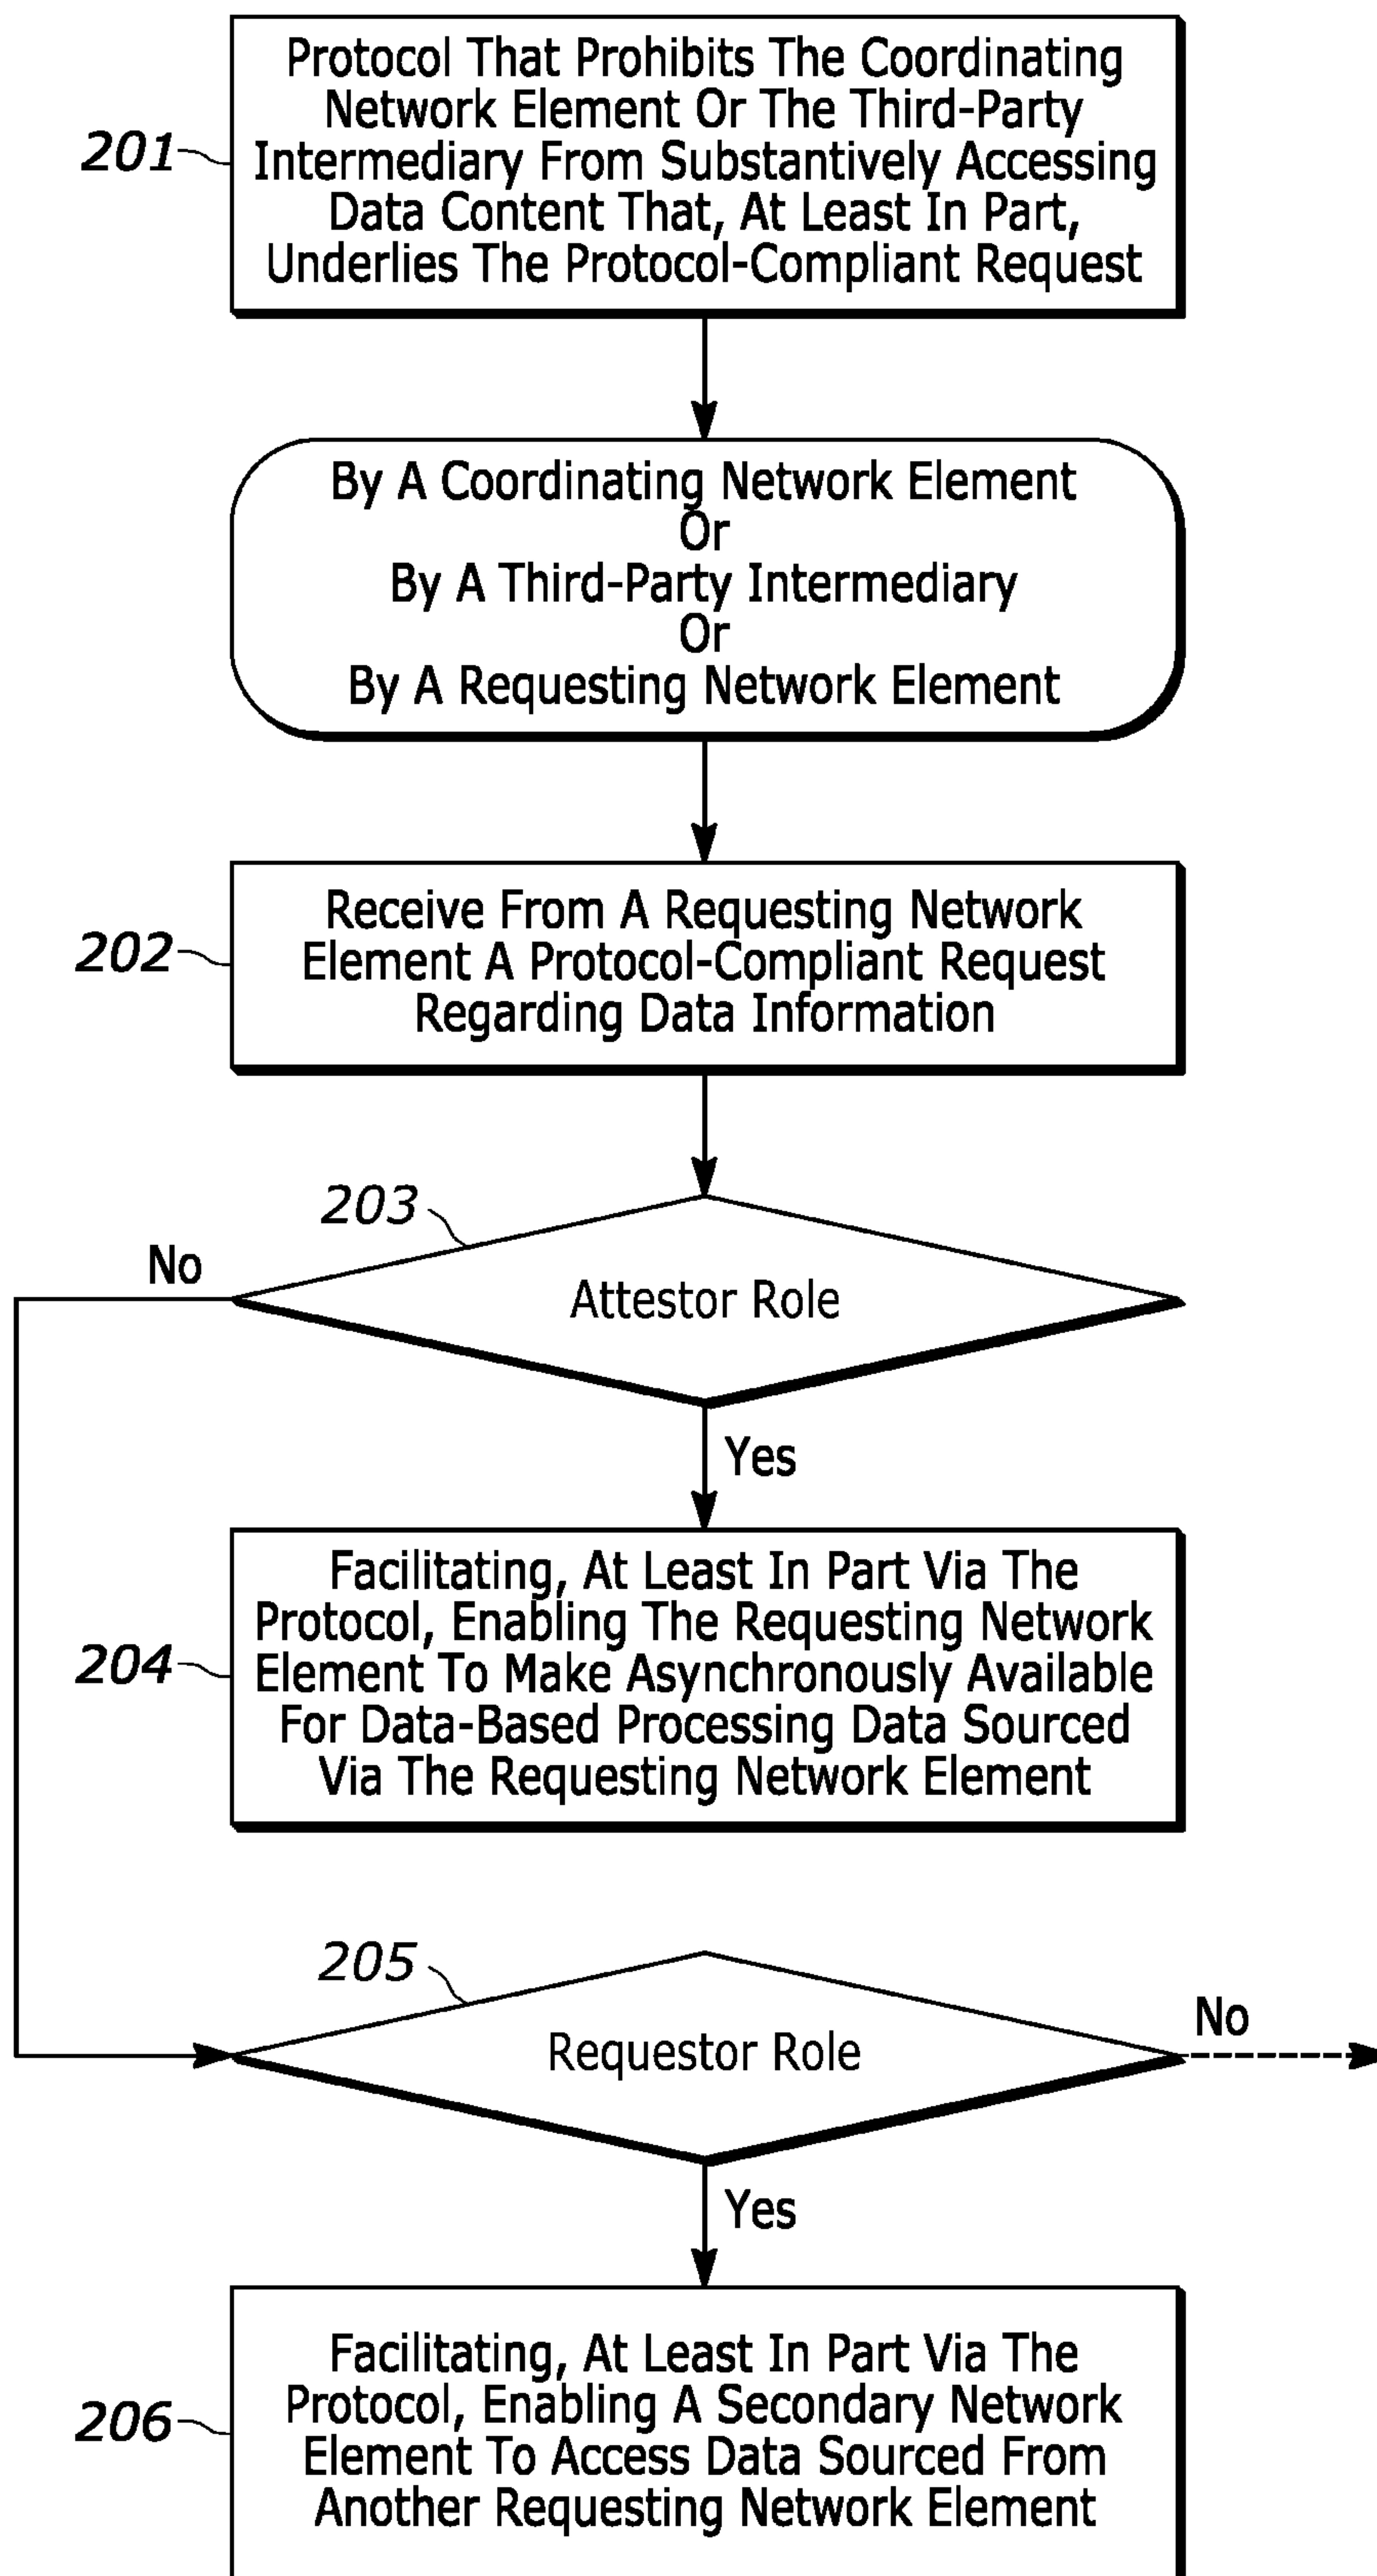 Protocol That Prohibits The Coordinating
Network Element Or The Third-Party
201
Intermediary From Substantively Accessing
Data Content That, At Least In Part,
Underlies The Protocol-Compliant Request
By A Coordinating Network Element
Or
By A Third-Party Intermediary
Or
By A Requesting Network Element
Receive From A Requesting Network
202
Element A Protocol-Compliant Request
Regarding Data Information
203
No
Attestor Role
Yes
Facilitating, At Least In Part Via The
Protocol, Enabling The Requesting Network
204
Element To Make Asynchronously Available
For Data-Based Processing Data Sourced
Via The Requesting Network Element
205
No
Requestor Role
Yes
Facilitating, At Least In Part Via The
Protocol, Enabling A Secondary Network
206
Element To Access Data Sourced From
Another Requesting Network Element